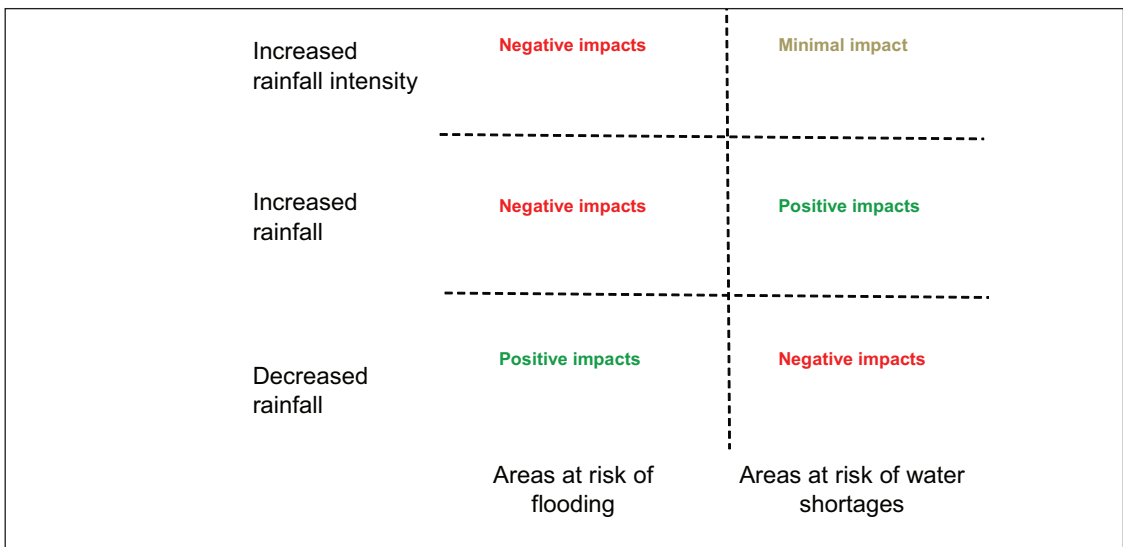 Increased
rainfall intensity
Negative impacts
Minimal impact
Increased
rainfall
Negative impacts
Positive impacts
Decreased
rainfall
Positive impacts
Negative impacts
Areas at risk of
flooding
Areas at risk of water
shortages